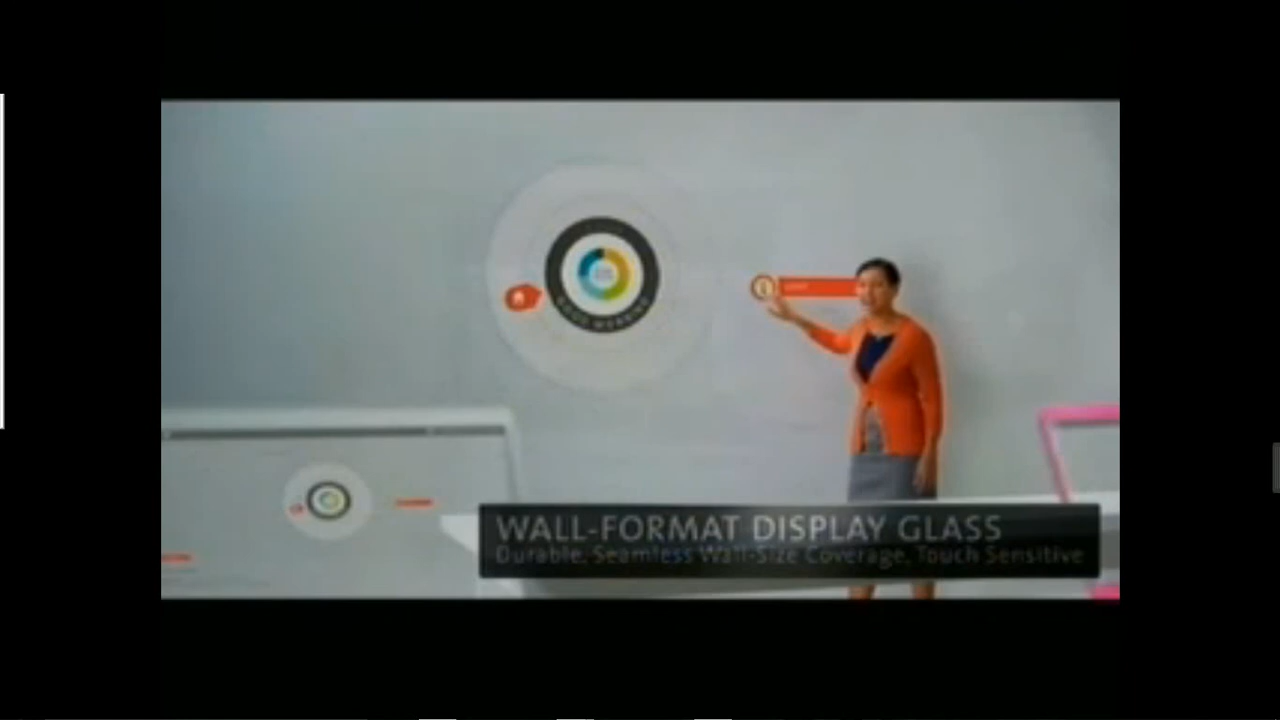 WALL-FORMAT DISPLAY GLASS
Durable, Seamless Wall-Size Coverage, Touch Sensitive